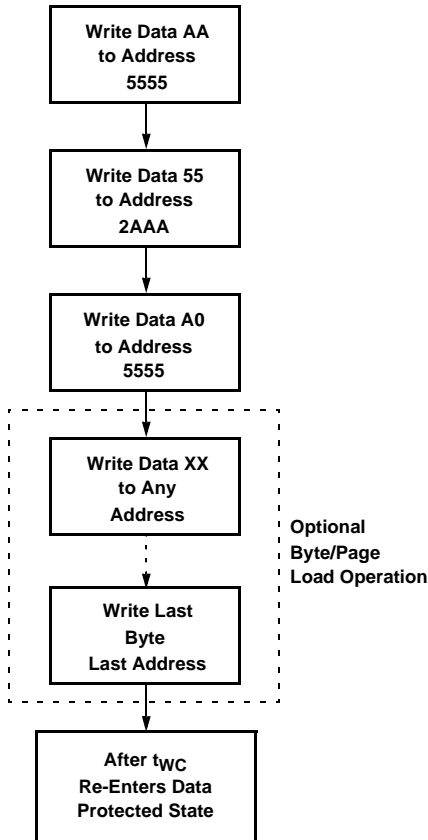 Write Data AA
to Address
5555
Write Data 55
to Address
2AAA
Write Data A0
to Address
5555
Write Data XX
to Any
Address
Optional
Byte/Page
Load Operation
Write Last
Byte
Last Address
After tWC
Re-Enters Data
Protected State